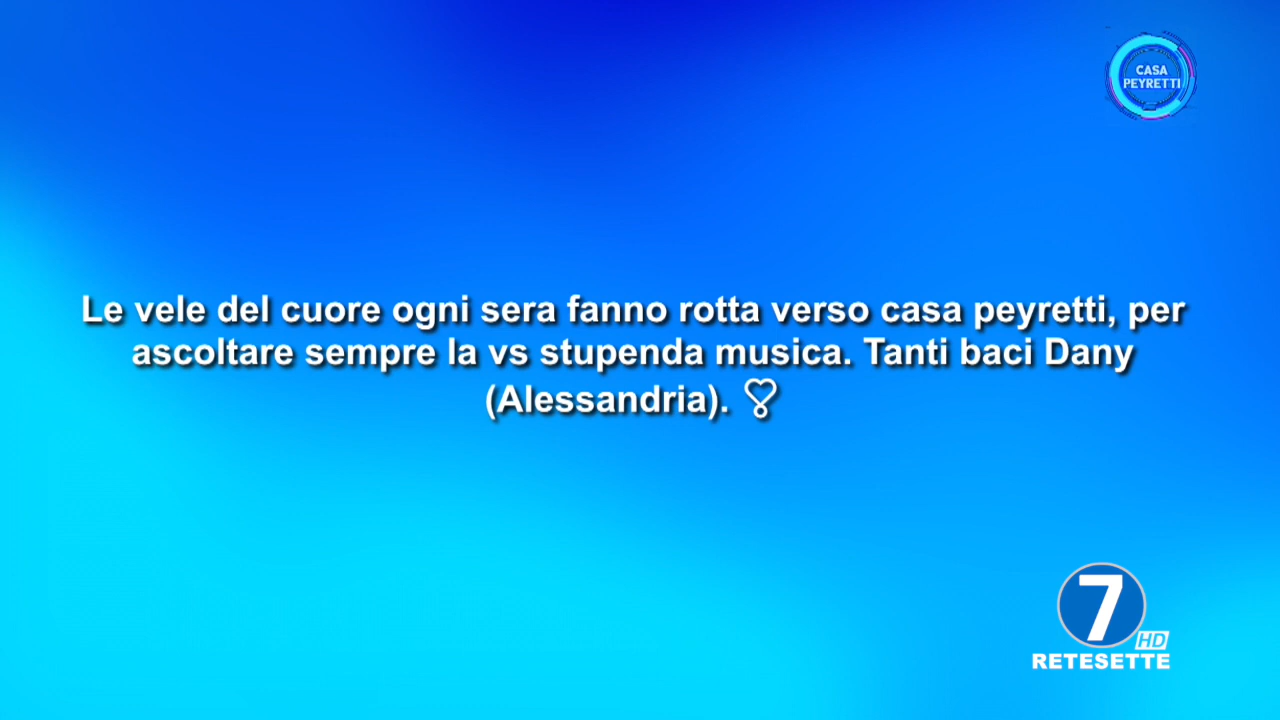 CASA
PEYRETTI
Le vele del cuore ogni sera fanno rotta verso casa peyretti, per
ascoltare sempre la vs stupenda musica. Tanti baci Dany
(Alessandria). ❣
7
HD
RETESETTE